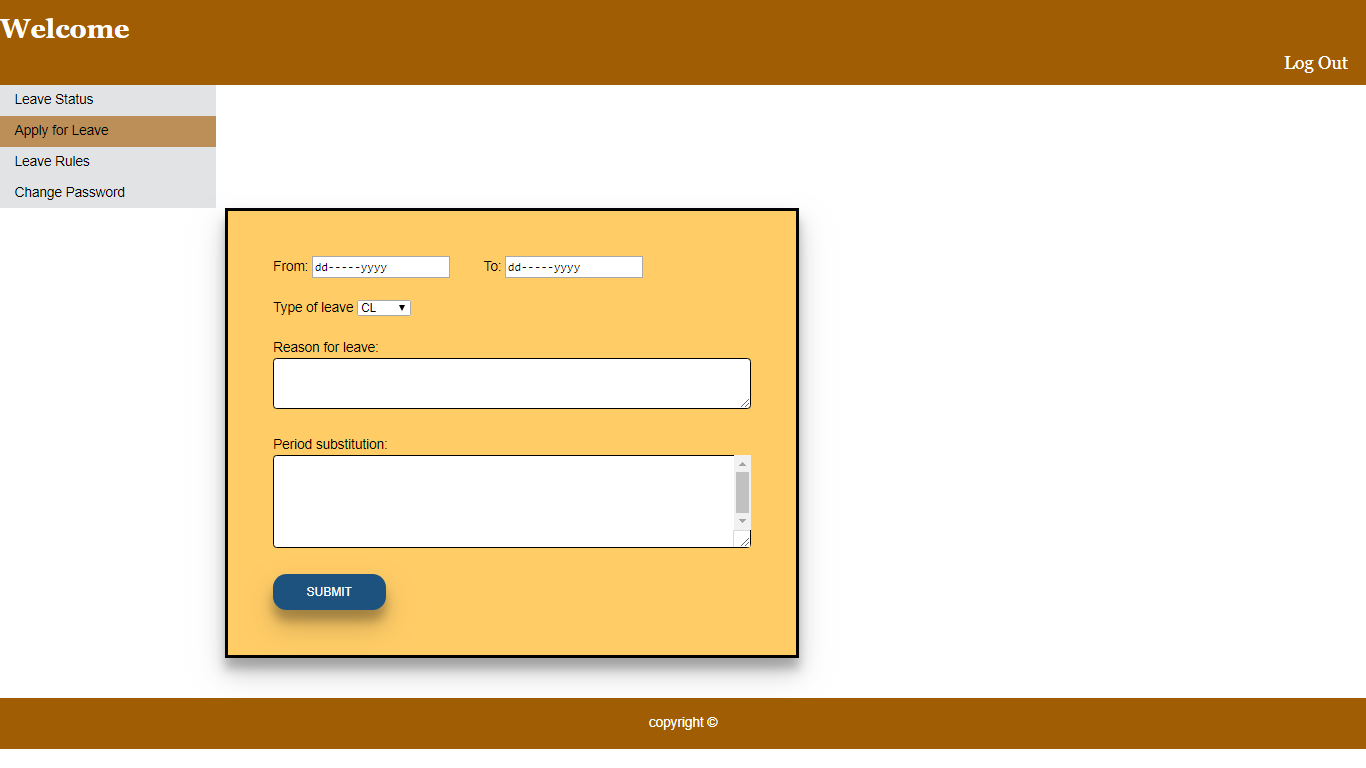 Welcome
Log Out
Leave Status
Apply for Leave
Leave Rules
Change Password
From: dd-----yyyy To: dd-----yyyy
Type of leave CL
Reason for leave:
Period substitution:
SUBMIT
copyright ©